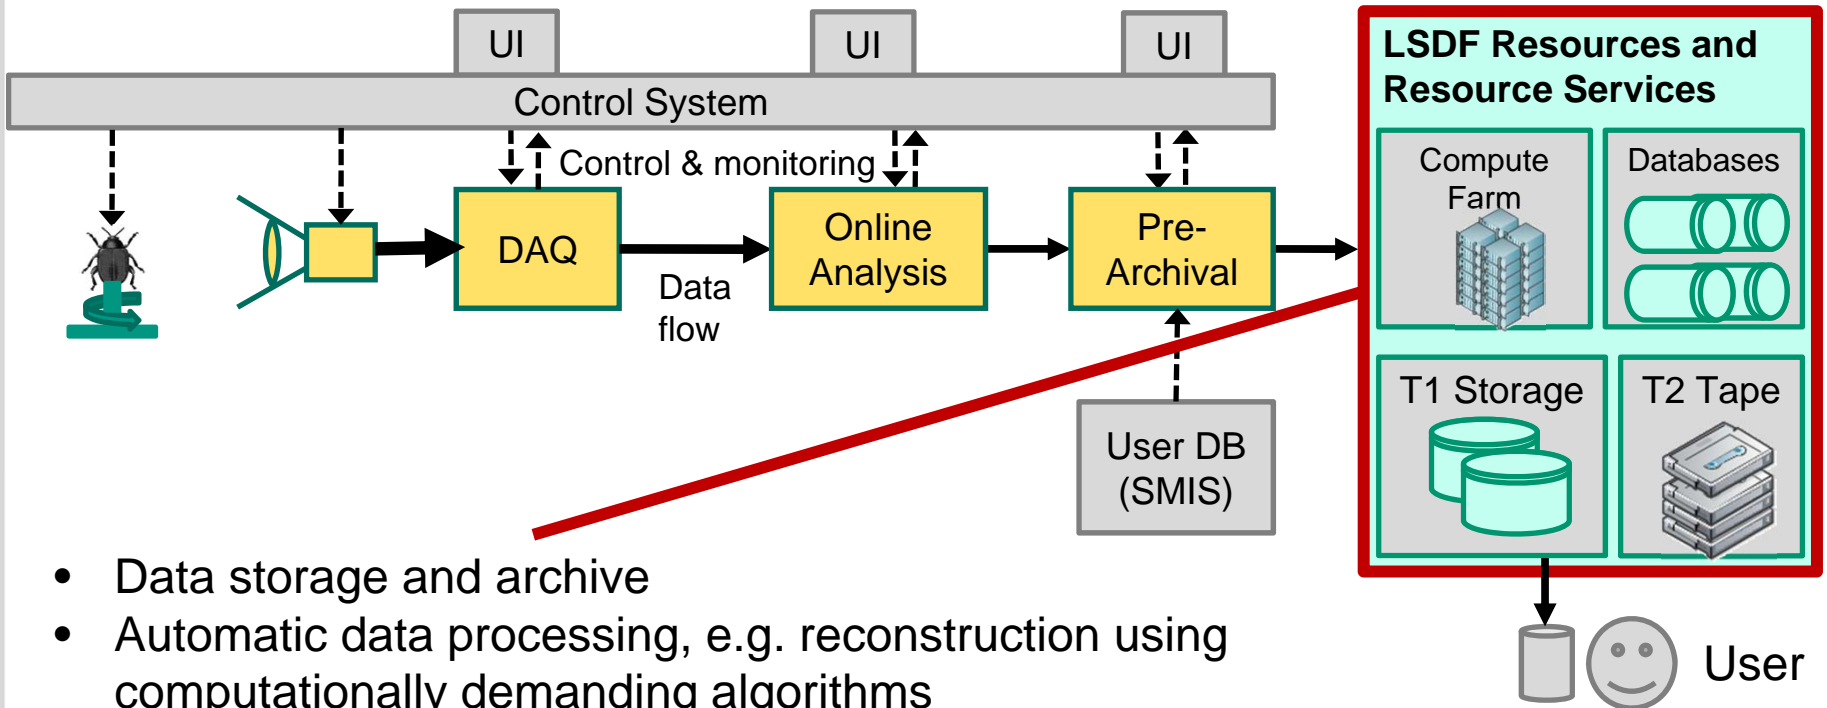 UI
UI
UI
LSDF Resources and
Resource Services
Control System
Control & monitoring
Compute
Farm
Databases
DAQ
Online
Analysis
Pre-
Archival
Data
flow
T1 Storage
T2 Tape
User DB
(SMIS)
• Data storage and archive
• Automatic data processing, e.g. reconstruction using
computationally demanding algorithms
User